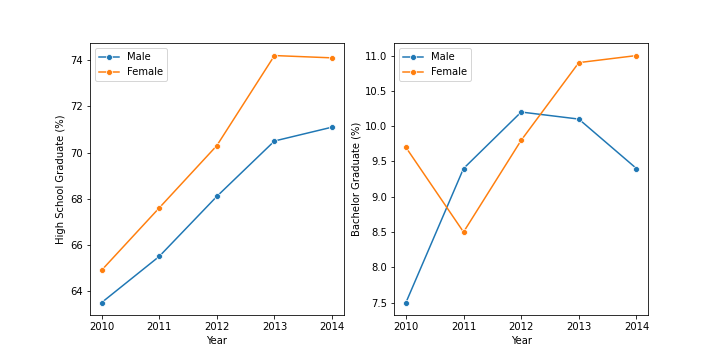 Male
Female
74
72
70
68
66
64
High School Graduate (%)
2010 2011 2012 2013 2014
Year
Male
Female
11.0
10.5
10.0
9.5
9.0
8.5
8.0
7.5
Bachelor Graduate (%)
2010 2011 2012 2013 2014
Year